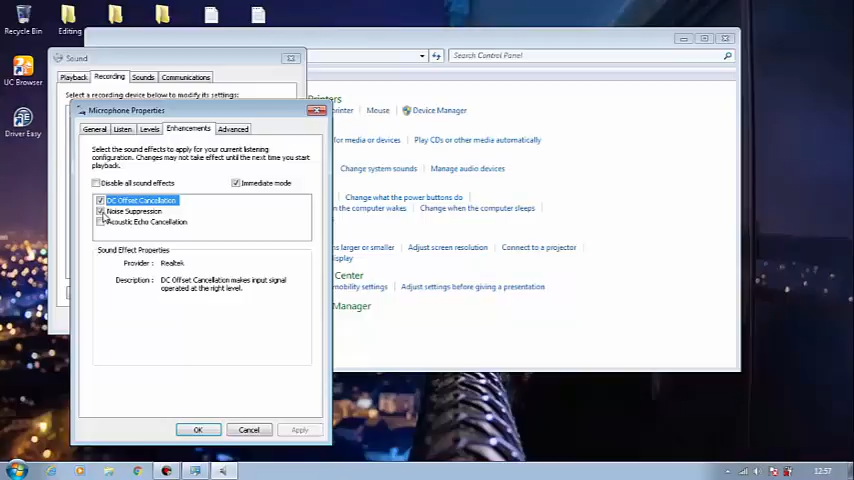 Recycle Bin
Editing
UC Browser
Driver Easy
Search Control Panel
Sound
Playback
Recording
Sounds
Communications
Select a recording device below to modify its settings:
Microphone Properties
General
Listen
Levels
Enhancements
Advanced
Select the sound effects to apply for your current listening
configuration. Changes may not take effect until the next time you start
playback.
Disable all sound effects
Immediate mode
DC Offset Cancellation
Noise Suppression
Acoustic Echo Cancellation
Sound Effect Properties
Provider : Realtek
Description : DC Offset Cancellation makes input signal
operated at the right level.
OK
Cancel
Apply
Printers
printer
Mouse
Device Manager
for media or devices
Play CDs or other media automatically
Change system sounds
Manage audio devices
Change what the power buttons do
n the computer wakes
Change when the computer sleeps
ns larger or smaller
Adjust screen resolution
Connect to a projector
display
Center
mobility settings
Adjust settings before giving a presentation
Manager
12:57